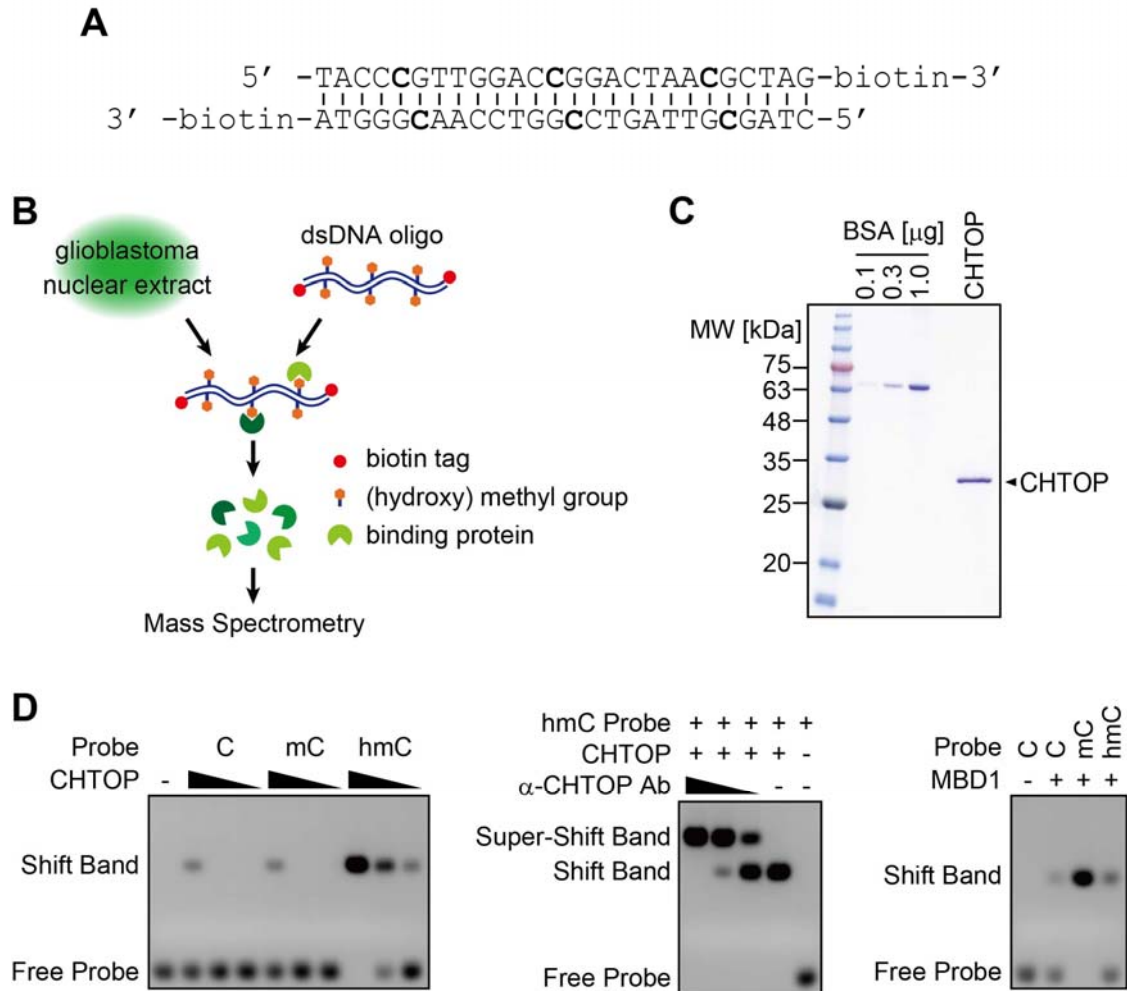 A
5′ -TACCCGTTGGACCGGACTAACGCTAG-biotin-3′
3′ -biotin-ATGGGCAACCTGGCCTGATTGCGATC-5′
B
glioblastoma
nuclear extract
dsDNA oligo
biotin tag
(hydroxy) methyl group
binding protein
Mass Spectrometry
C
BSA [μg]
0.1 0.3 1.0 CHTOP
MW [kDa]
75
63
48
35
25
20
CHTOP
D
Probe C mC hmC
CHTOP -
Shift Band
Free Probe
hmC Probe + + + + +
CHTOP + + + + -
α-CHTOP Ab - -
Super-Shift Band
Shift Band
Free Probe
Probe C C mC hmC
MBD1 - + + +
Shift Band
Free Probe